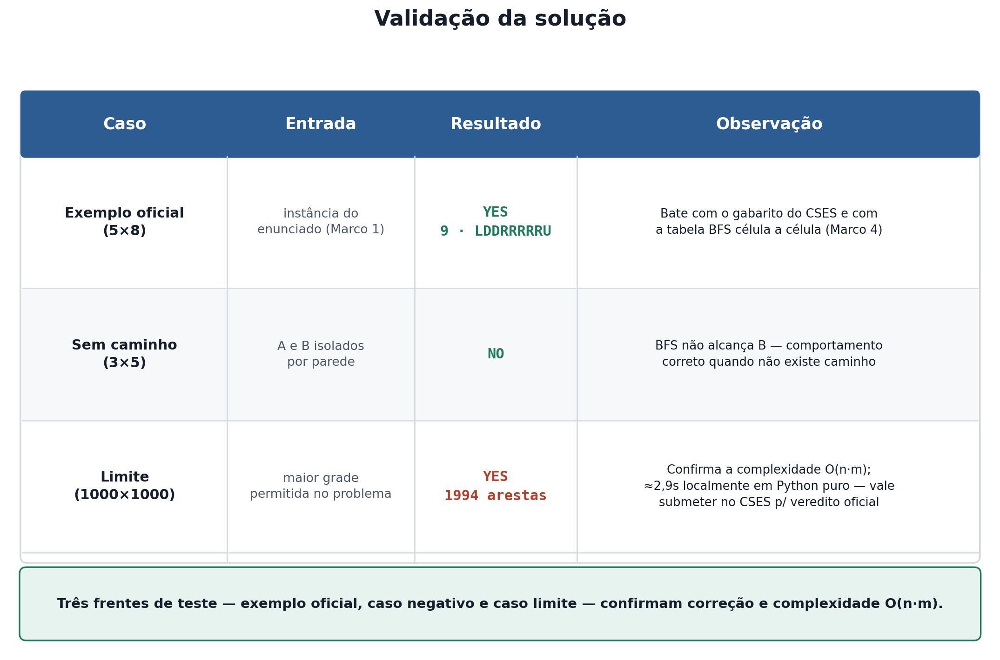 Validação da solução
Caso
Entrada
Resultado
Observação
Exemplo oficial
(5×8)
instância do
enunciado (Marco 1)
YES
9 · LDDRRRRRU
Bate com o gabarito do CSES e com
a tabela BFS célula a célula (Marco 4)
Sem caminho
(3×5)
A e B isolados
por parede
NO
BFS não alcança B — comportamento
correto quando não existe caminho
Limite
(1000×1000)
maior grade
permitida no problema
YES
1994 arestas
Confirma a complexidade O(n·m);
≈2,9s localmente em Python puro — vale
submeter no CSES p/ veredito oficial
Três frentes de teste — exemplo oficial, caso negativo e caso limite — confirmam correção e complexidade O(n·m).